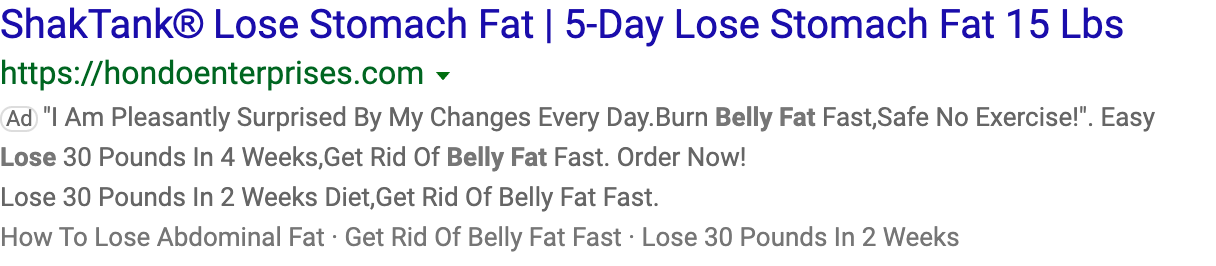 ShakTank® Lose Stomach Fat | 5-Day Lose Stomach Fat 15 Lbs
https://hondoenterprises.com
Ad "I Am Pleasantly Surprised By My Changes Every Day.Burn Belly Fat Fast,Safe No Exercise!". Easy
Lose 30 Pounds In 4 Weeks,Get Rid Of Belly Fat Fast. Order Now!
Lose 30 Pounds In 2 Weeks Diet,Get Rid Of Belly Fat Fast.
How To Lose Abdominal Fat · Get Rid Of Belly Fat Fast · Lose 30 Pounds In 2 Weeks